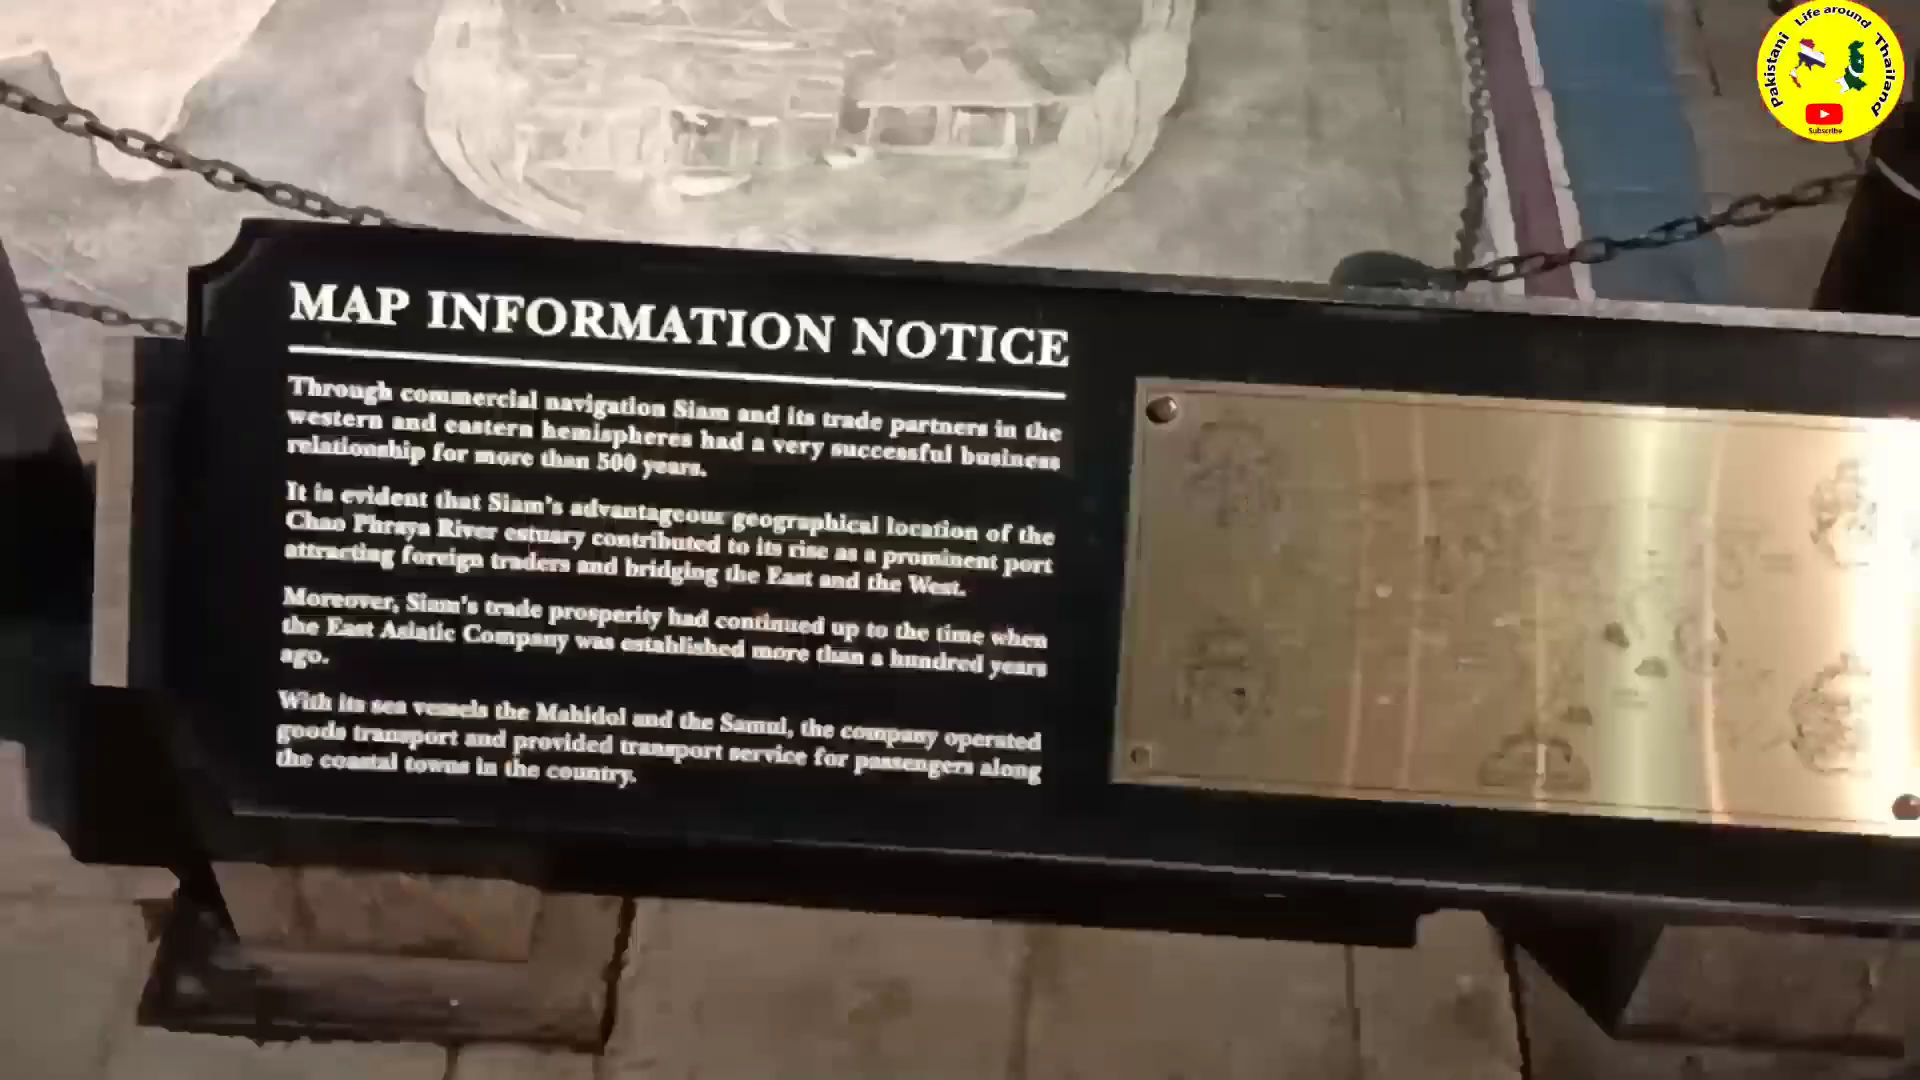 MAP INFORMATION NOTICE
Through commercial navigation Siam and its trade partners in the
western and eastern hemispheres had a very successful business
relationship for more than 500 years.
It is evident that Siam's advantageous geographical location of the
Chao Phraya River estuary contributed to its rise as a prominent port
attracting foreign traders and bridging the East and the West.
Moreover, Siam's trade prosperity had continued up to the time when
the East Asiatic Company was established more than a hundred years
ago.
With its sea vessels the Mahidol and the Samui, the company operated
goods transport and provided transport service for passengers along
the coastal towns in the country.
Pakistani Life around Thailand
Subscribe